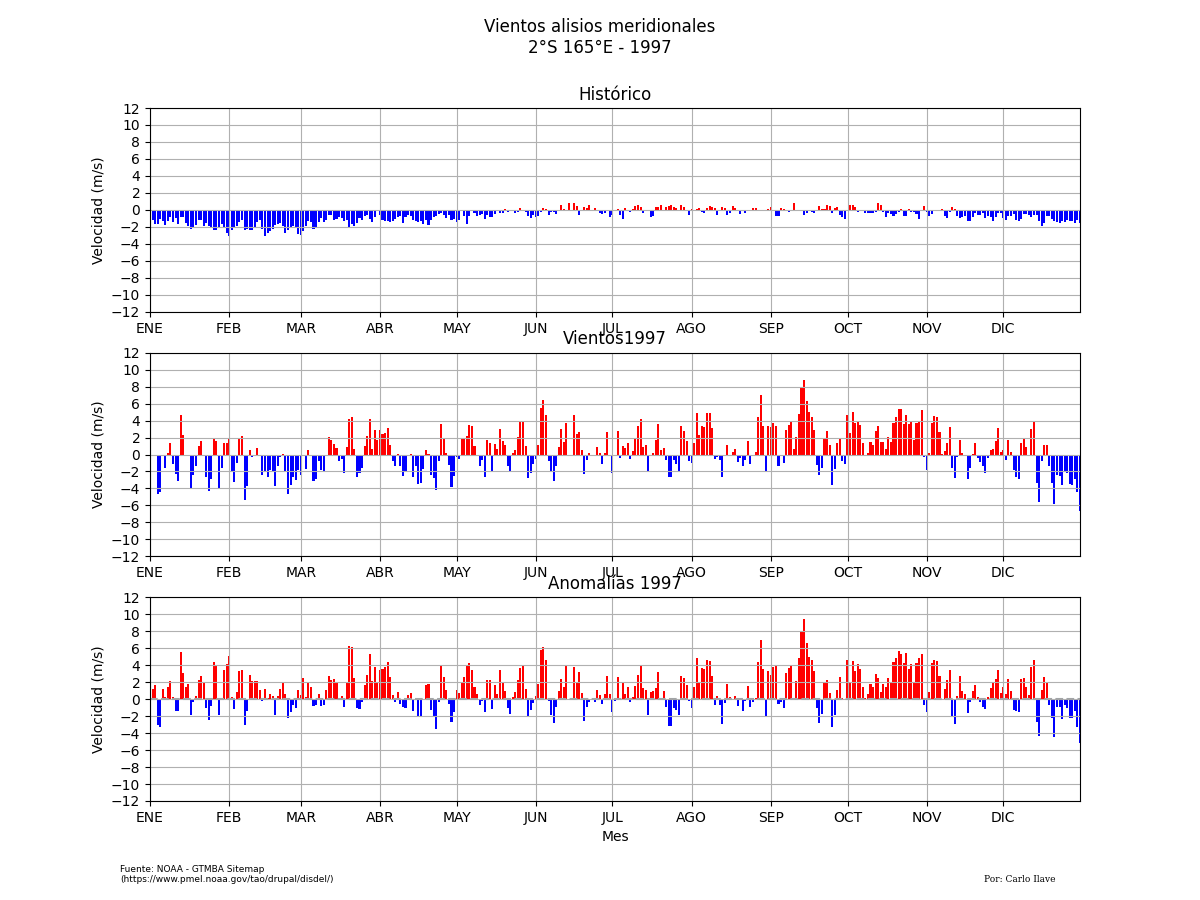 Vientos alisios meridionales
2°S 165°E - 1997
Histórico
12
10
8
6
4
2
0
−2
−4
−6
−8
−10
−12
Velocidad (m/s)
ENE FEB MAR ABR MAY JUN JUL AGO SEP OCT NOV DIC
Vientos1997
12
10
8
6
4
2
0
−2
−4
−6
−8
−10
−12
Velocidad (m/s)
ENE FEB MAR ABR MAY JUN JUL AGO SEP OCT NOV DIC
Anomalías 1997
12
10
8
6
4
2
0
−2
−4
−6
−8
−10
−12
Velocidad (m/s)
ENE FEB MAR ABR MAY JUN JUL AGO SEP OCT NOV DIC
Mes
Fuente: NOAA - GTMBA Sitemap
(https://www.pmel.noaa.gov/tao/drupal/disdel/)
Por: Carlo Ilave